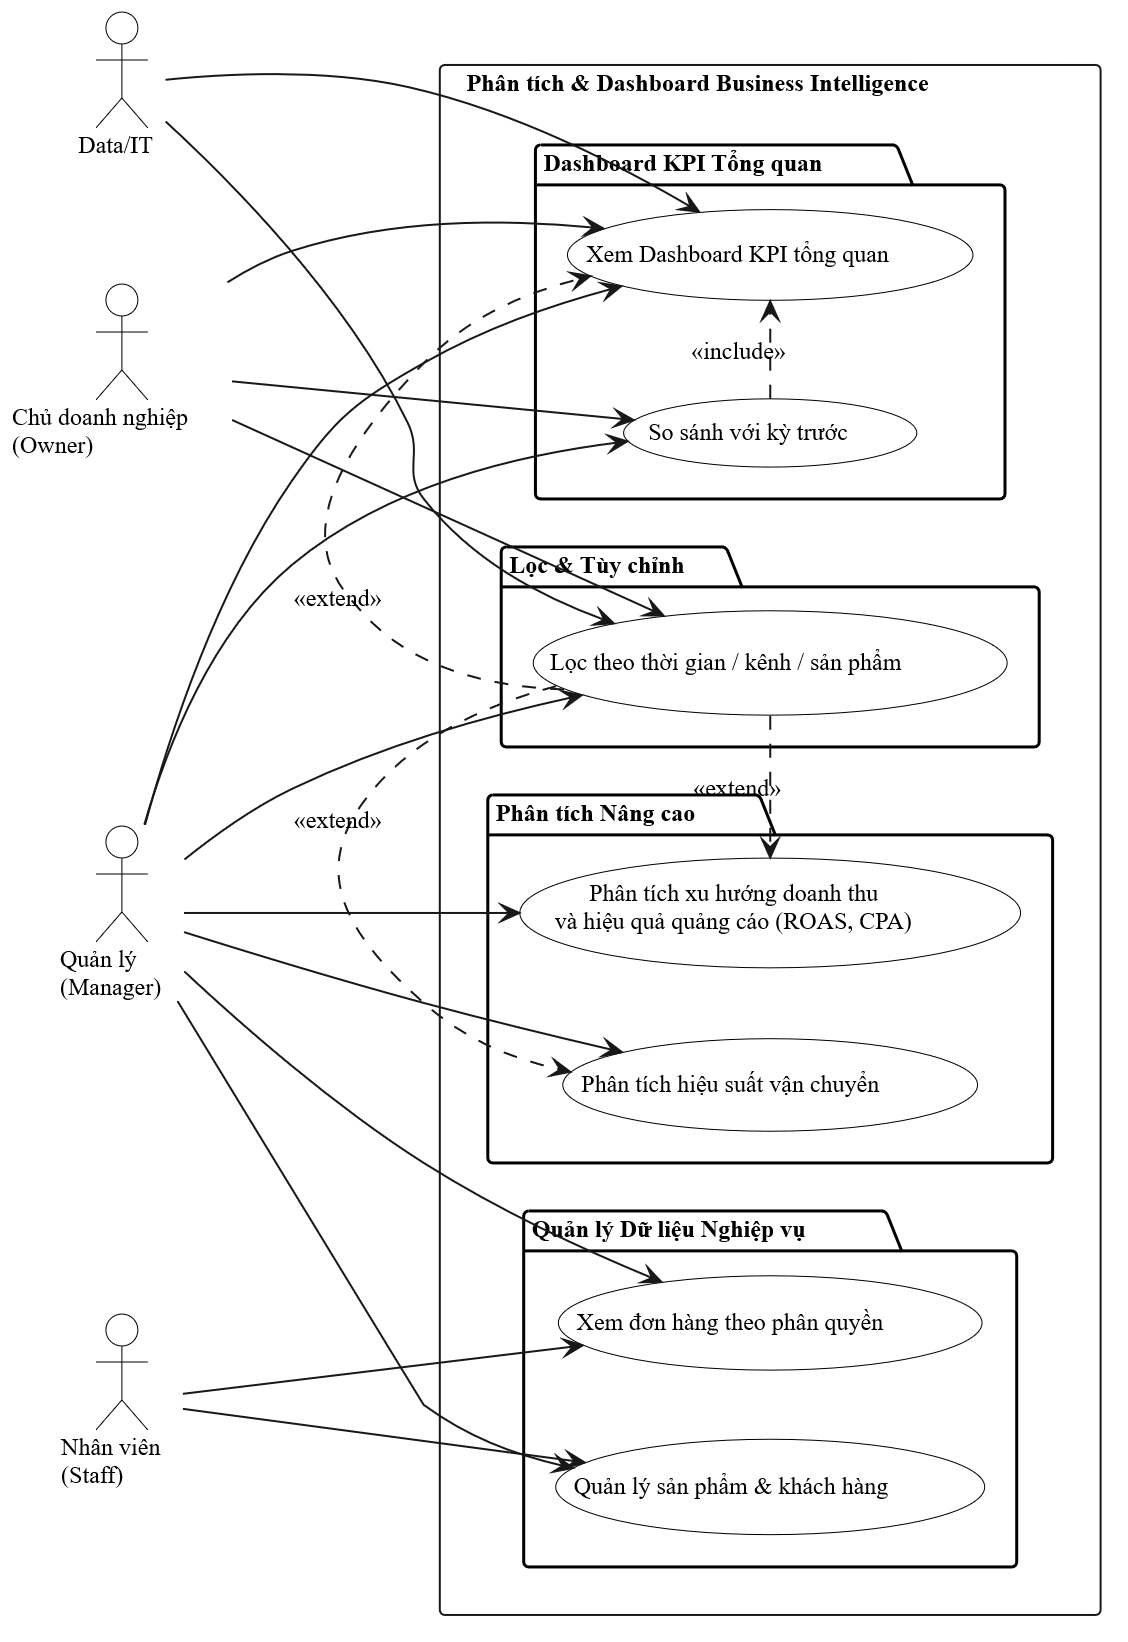 Data/IT
Phân tích & Dashboard Business Intelligence
Dashboard KPI Tổng quan
Xem Dashboard KPI tổng quan
«include»
Chủ doanh nghiệp
(Owner)
So sánh với kỳ trước
Lọc & Tùy chỉnh
«extend»
Lọc theo thời gian / kênh / sản phẩm
«extend»
«extend»
Phân tích Nâng cao
Phân tích xu hướng doanh thu
và hiệu quả quảng cáo (ROAS, CPA)
Quản lý
(Manager)
Phân tích hiệu suất vận chuyển
Quản lý Dữ liệu Nghiệp vụ
Xem đơn hàng theo phân quyền
Nhân viên
(Staff)
Quản lý sản phẩm & khách hàng